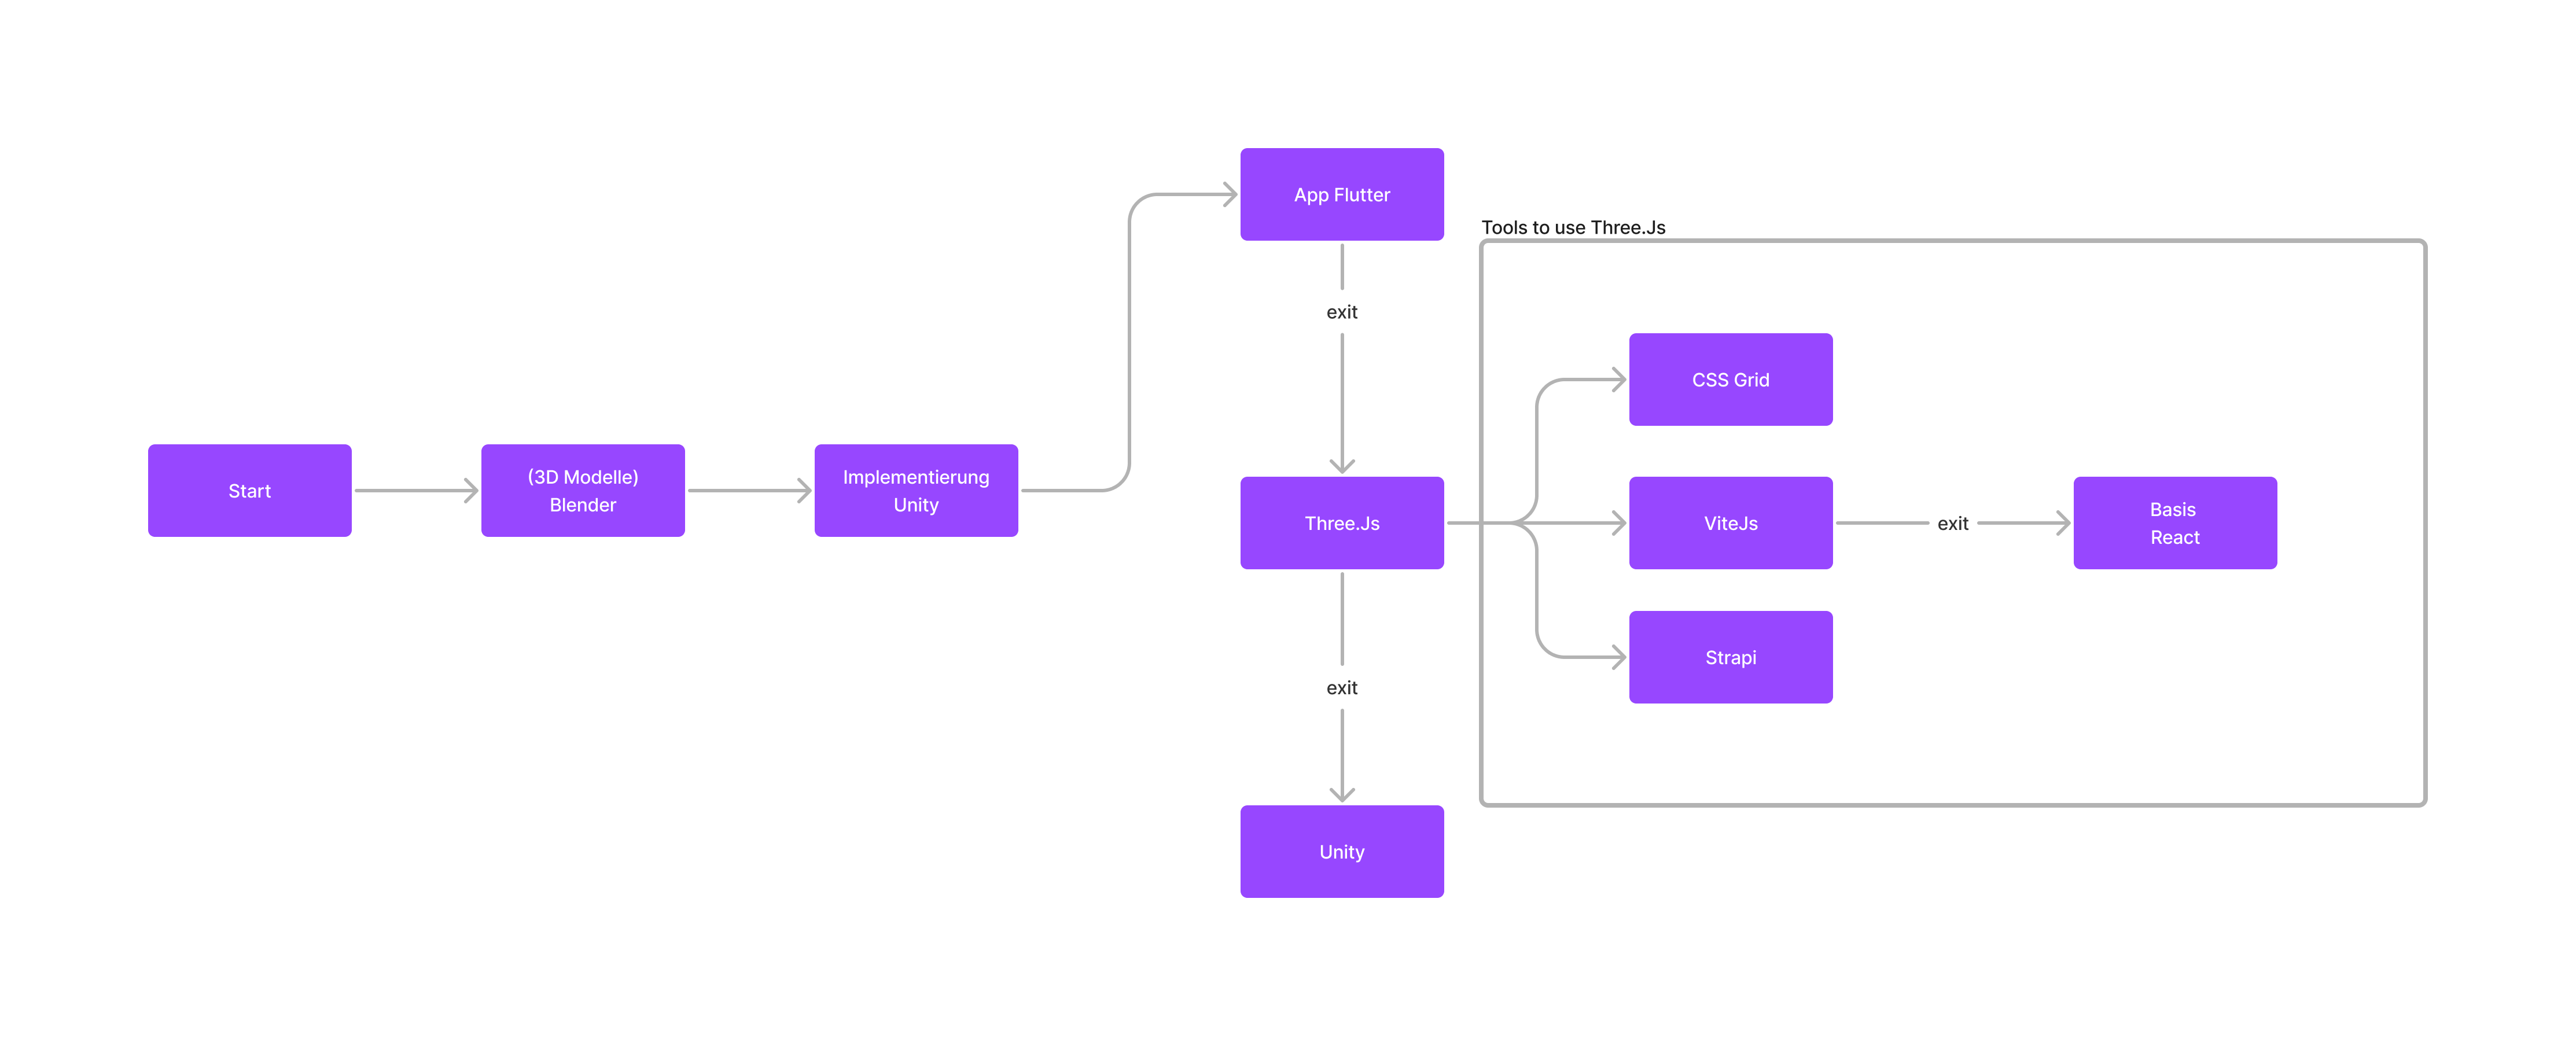 Start
(3D Modelle)
Blender
Implementierung
Unity
App Flutter
exit
Three.Js
exit
Unity
Tools to use Three.Js
CSS Grid
ViteJs
exit
Basis
React
Strapi